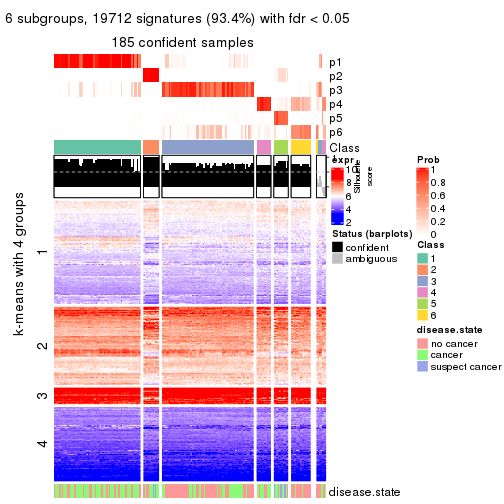 6 subgroups, 19712 signatures (93.4%) with fdr < 0.05
185 confident samples
p1
p2
p3
p4
p5
p6
Class
k-means with 4 groups
1
2
3
4
Silhouette
score
disease.state
expr
10
8
6
4
2
Status (barplots)
confident
ambiguous
Prob
1
0.8
0.6
0.4
0.2
0
Class
1
2
3
4
5
6
disease.state
no cancer
cancer
suspect cancer